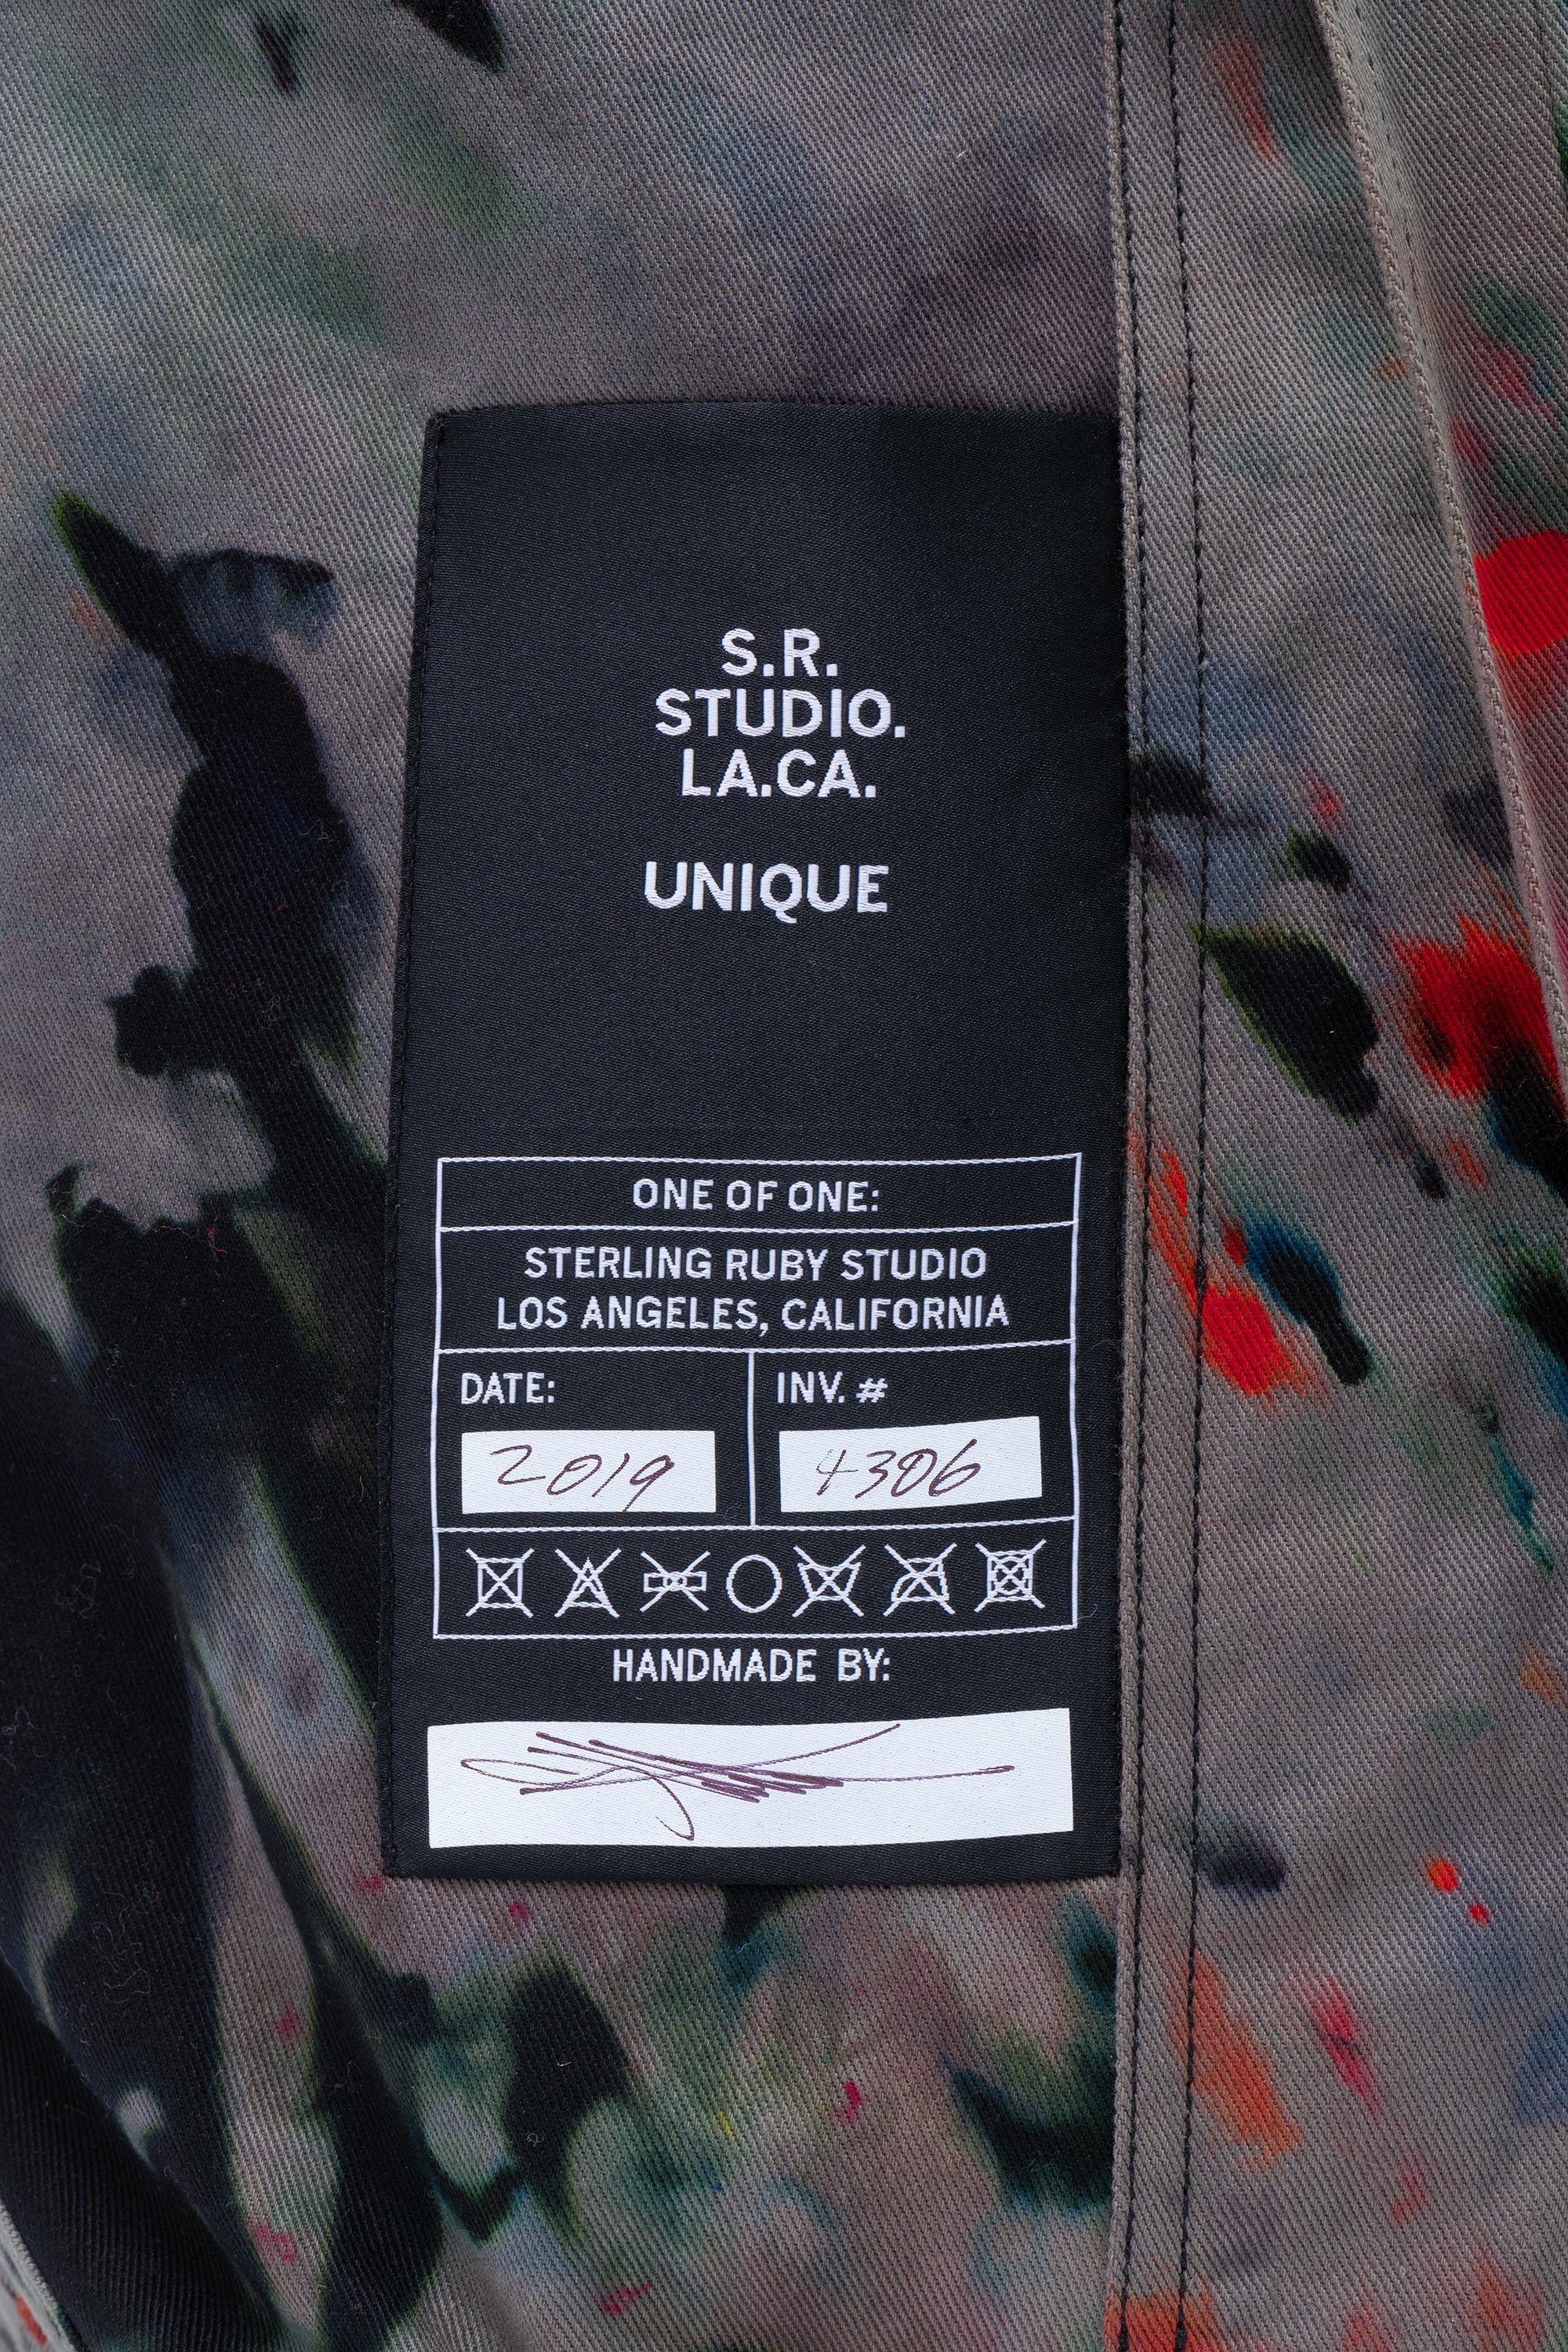 S.R.
STUDIO.
LA.CA.
UNIQUE
ONE OF ONE:
STERLING RUBY STUDIO
LOS ANGELES, CALIFORNIA
DATE: INV. #
2019 4306
HANDMADE BY: